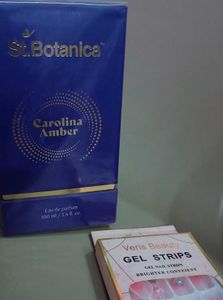 St.Botanica
Carolina
Amber
Eau de parfum
100 ml / 3.4 fl. oz.
Veris Beauty
GEL STRIPS
GEL NAIL STRIPS
BRIGHTER CONVENIENT